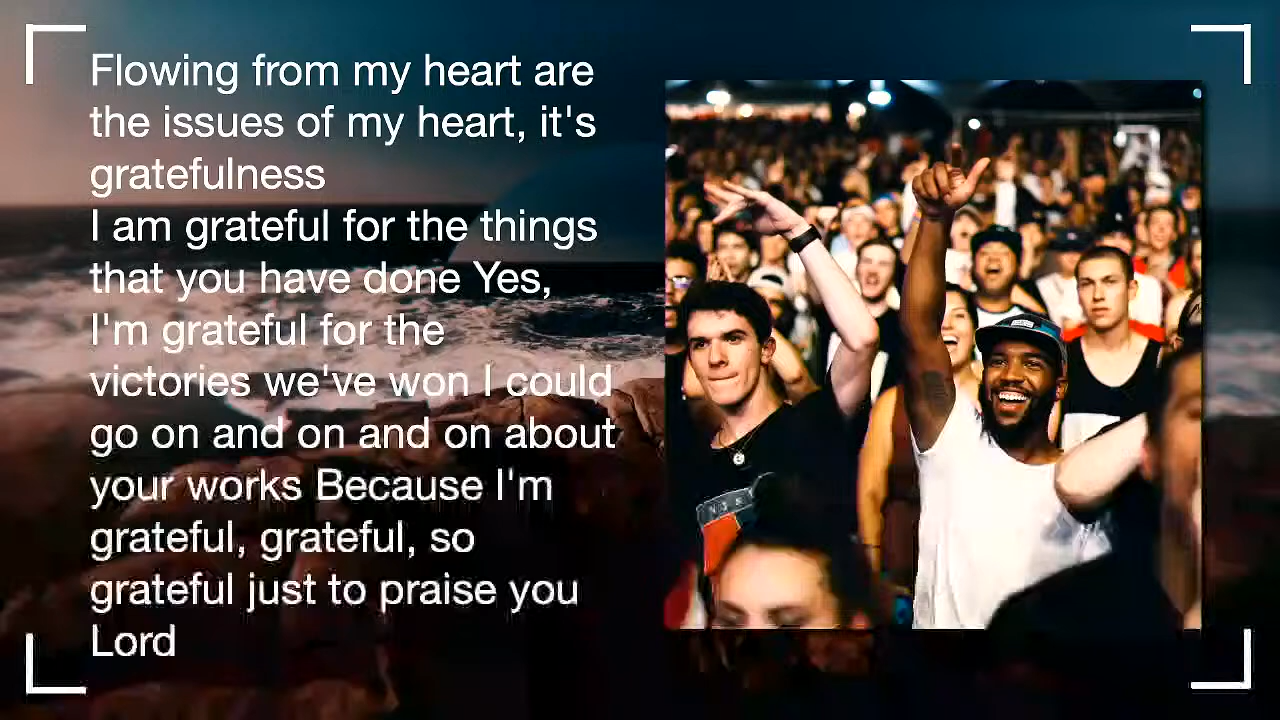 Flowing from my heart are
the issues of my heart, it's
gratefulness
I am grateful for the things
that you have done Yes,
I'm grateful for the
victories we've won I could
go on and on and on about
your works Because I'm
grateful, grateful, so
grateful just to praise you
Lord